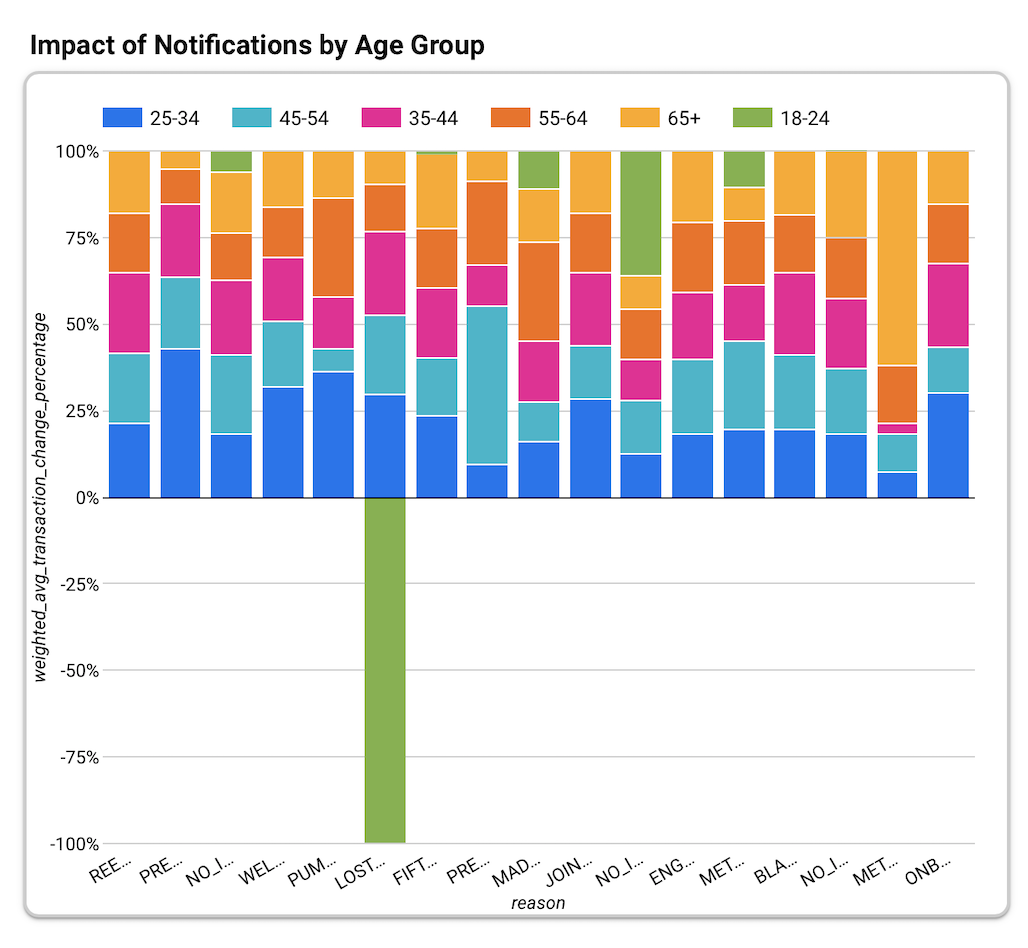 Impact of Notifications by Age Group
25-34 45-54 35-44 55-64 65+ 18-24
100%
75%
50%
25%
0%
-25%
-50%
-75%
-100%
weighted_avg_transaction_change_percentage
REE... PRE... NO_I... WEL... PUM... LOST... FIFT... PRE... MAD... JOIN... NO_I... ENG... MET... BLA... NO_I... MET... ONB...
reason